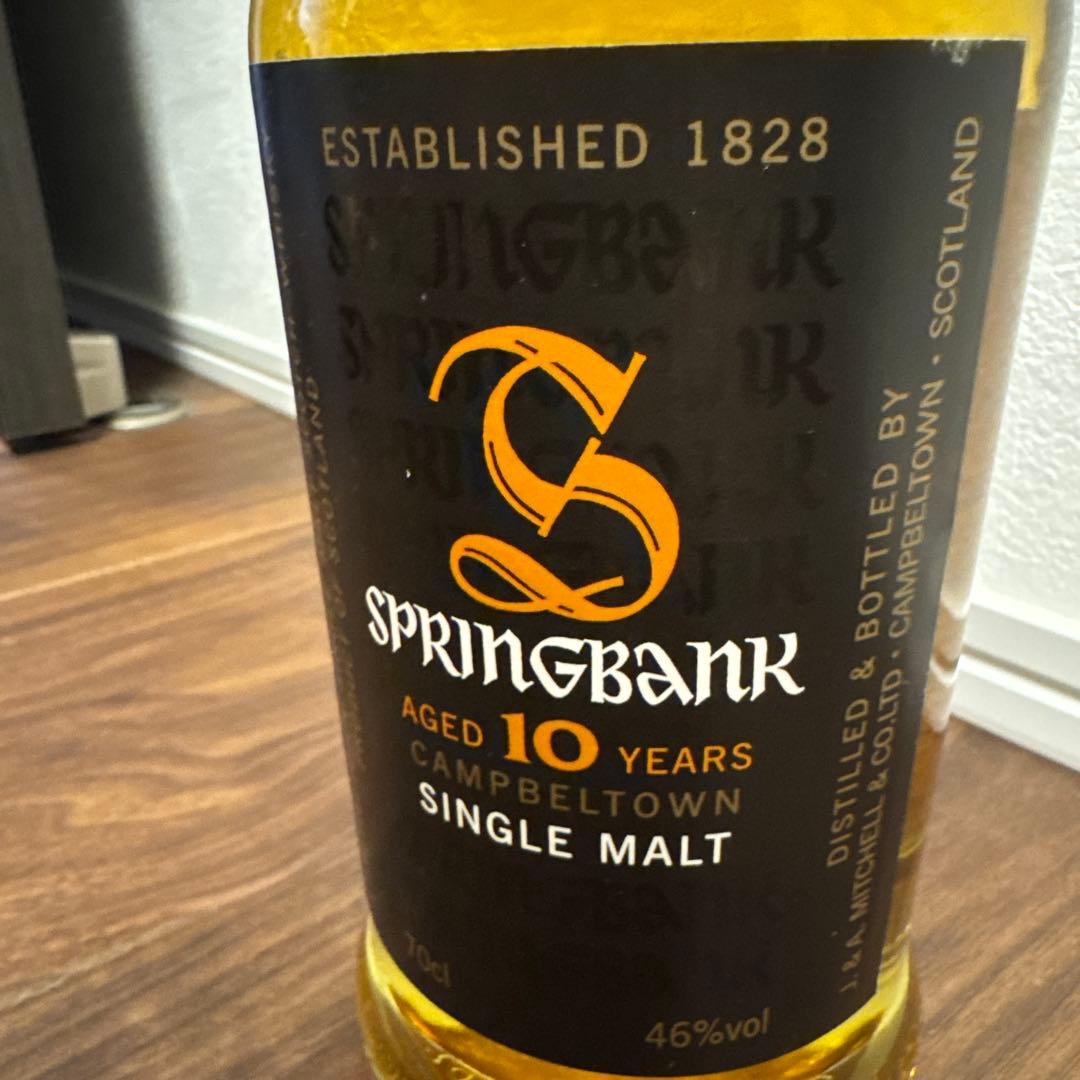 ESTABLISHED 1828
S
SPRINGBANK
AGED 10 YEARS
CAMPBELTOWN
SINGLE MALT
70cl
46%vol
DISTILLED & BOTTLED BY
J. & A. MITCHELL & CO.LTD · CAMPBELTOWN · SCOTLAND
SCOTLAND